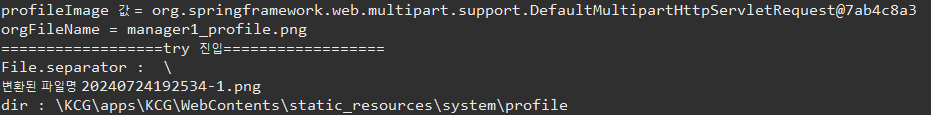 profileImage 값 = org.springframework.web.multipart.support.DefaultMultipartHttpServletRequest@7ab4c8a3
orgFileName = manager1_profile.png
==================try 진입==================
File.separator :  \
변환된 파일명 20240724192534-1.png
dir : \KCG\apps\KCG\WebContents\static_resources\system\profile